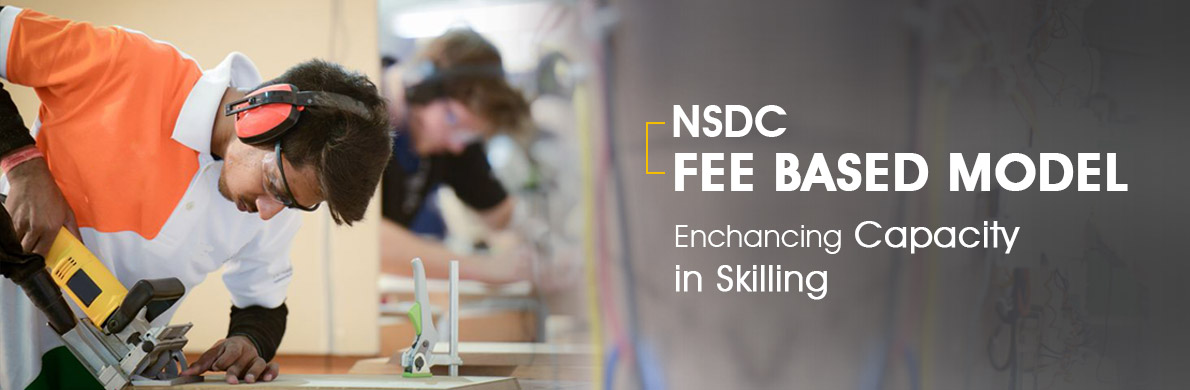 NSDC
FEE BASED MODEL
Enchancing Capacity
in Skilling